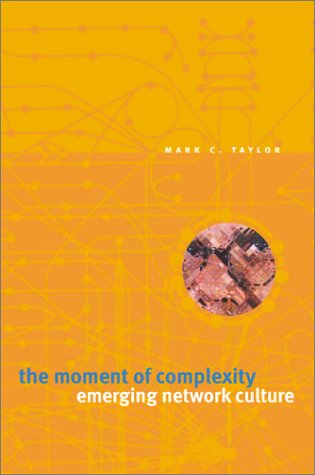 MARK C. TAYLOR
the moment of complexity
emerging network culture